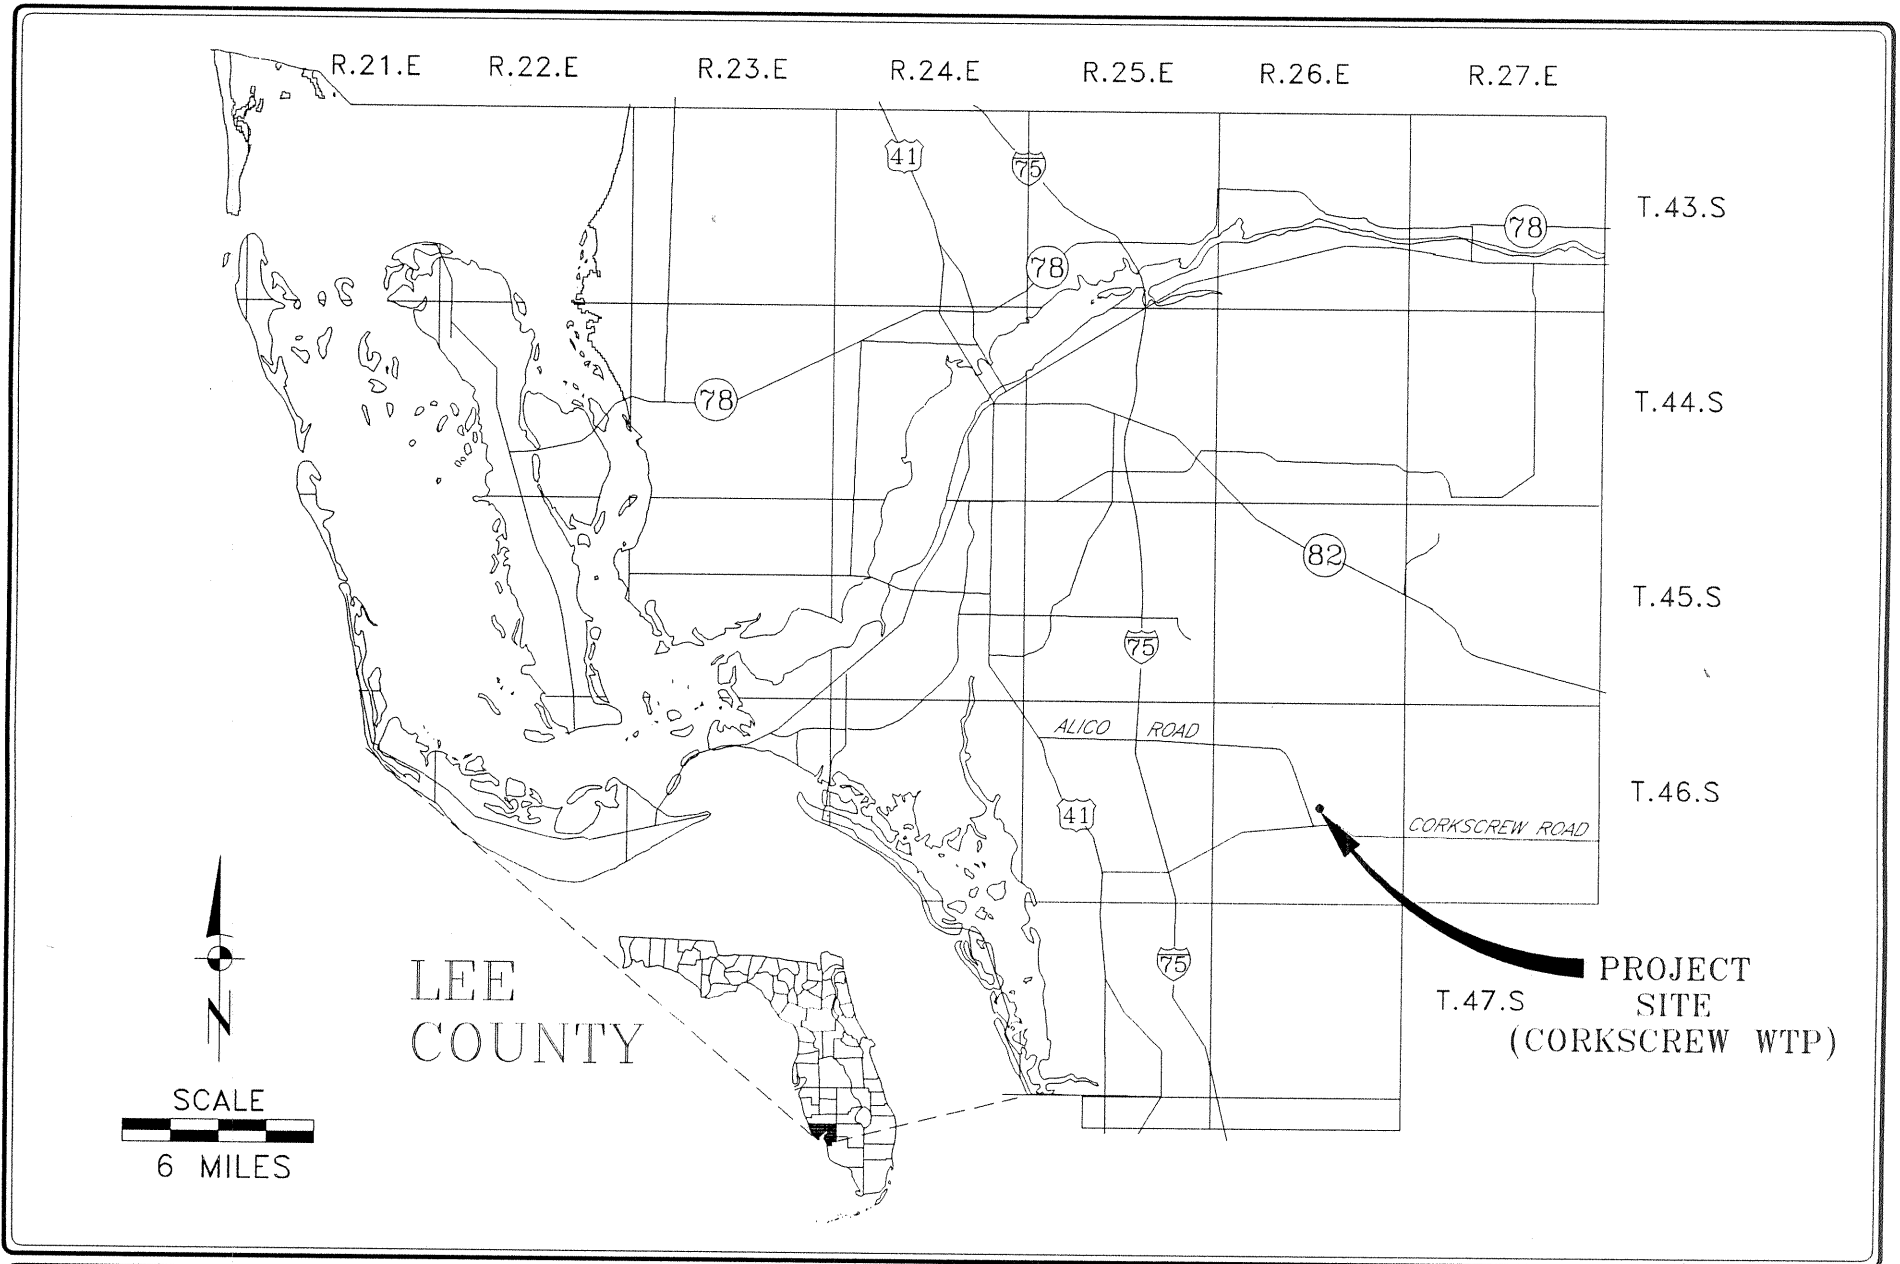 R.21.E R.22.E R.23.E R.24.E R.25.E R.26.E R.27.E
41
75
T.43.S
78
78
78
T.44.S
82
T.45.S
75
ALICO ROAD
T.46.S
41
CORKSCREW ROAD
75
PROJECT
SITE
(CORKSCREW WTP)
T.47.S
LEE
COUNTY
N
SCALE
6 MILES